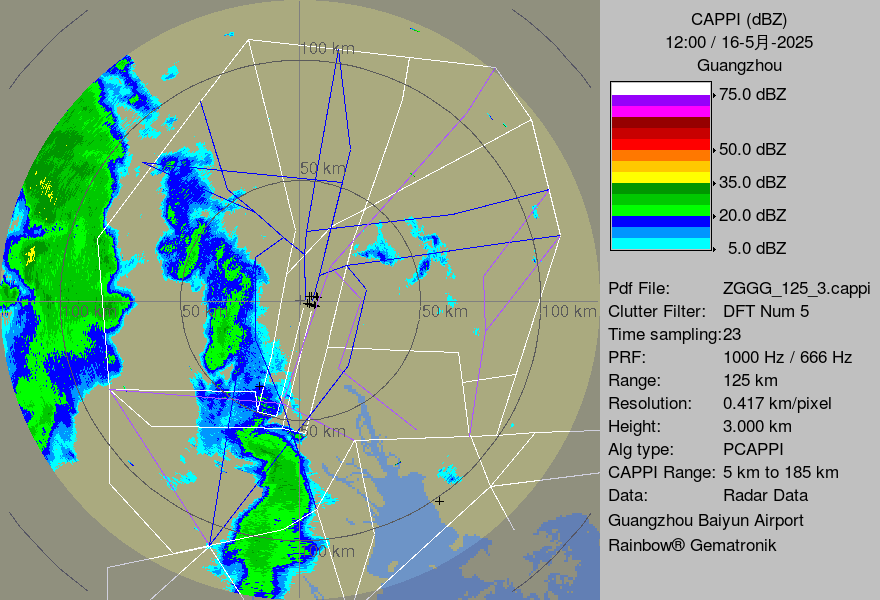 CAPPI (dBZ)
12:00 / 16-5月-2025
Guangzhou
75.0 dBZ
50.0 dBZ
35.0 dBZ
20.0 dBZ
5.0 dBZ
Pdf File: ZGGG_125_3.cappi
Clutter Filter: DFT Num 5
Time sampling:23
PRF: 1000 Hz / 666 Hz
Range: 125 km
Resolution: 0.417 km/pixel
Height: 3.000 km
Alg type: PCAPPI
CAPPI Range: 5 km to 185 km
Data: Radar Data
Guangzhou Baiyun Airport
Rainbow® Gematronik
100 km
50 km
100 km
50 km
50 km
100 km
50 km
100 km